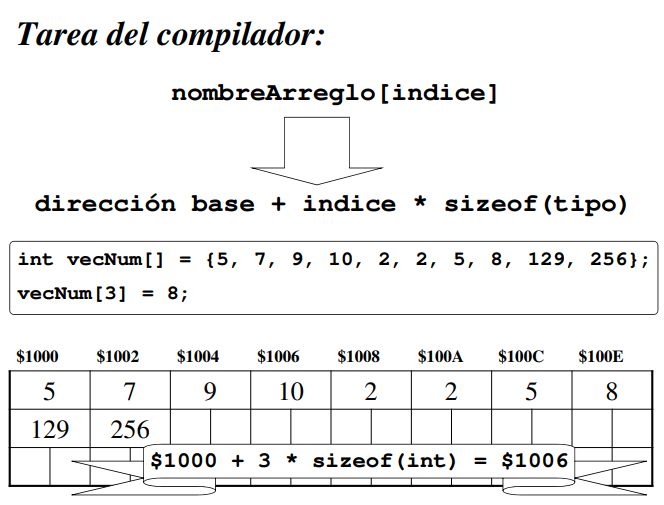 Tarea del compilador:
nombreArreglo[indice]
dirección base + indice * sizeof(tipo)
int vecNum[] = {5, 7, 9, 10, 2, 2, 5, 8, 129, 256};
vecNum[3] = 8;
$1000 $1002 $1004 $1006 $1008 $100A $100C $100E
5 7 9 10 2 2 5 8
129 256
$1000 + 3 * sizeof(int) = $1006